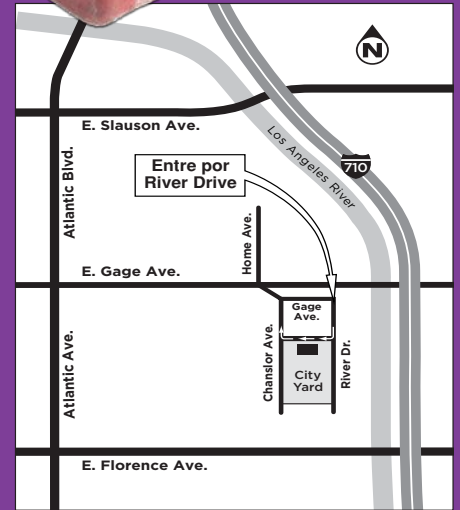 N
E. Slauson Ave.
Los Angeles River
710
Atlantic Blvd.
Entre por
River Drive
Home Ave.
E. Gage Ave.
Gage
Ave.
Atlantic Ave.
Chanslor Ave.
City
Yard
River Dr.
E. Florence Ave.